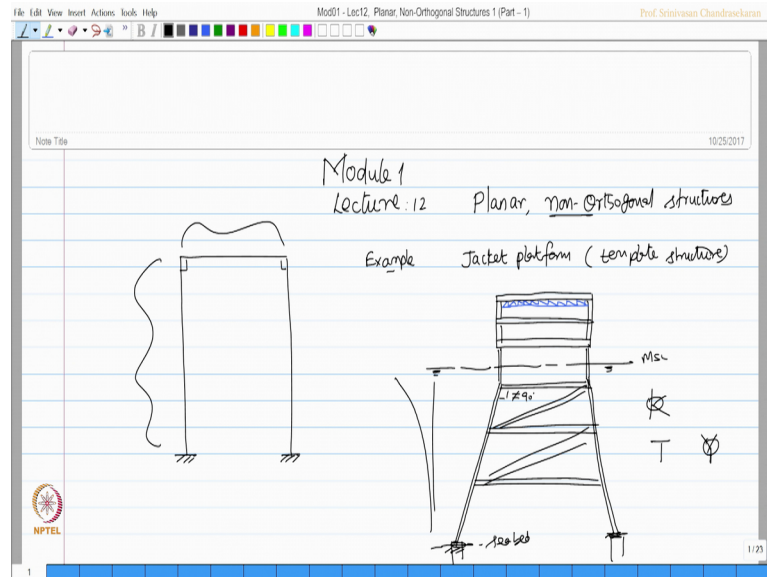 File Edit View Insert Actions Tools Help
Mod01 - Lec12, Planar, Non-Orthogonal Structures 1 (Part – 1)
Prof. Srinivasan Chandrasekaran
B I
Note Title
10/25/2017
Module 1
Lecture: 12 Planar, non-Orthogonal structures
Example Jacket platform (template structure)
MSL
≠90°
K
T Y
seabed
NPTEL
1/23
1